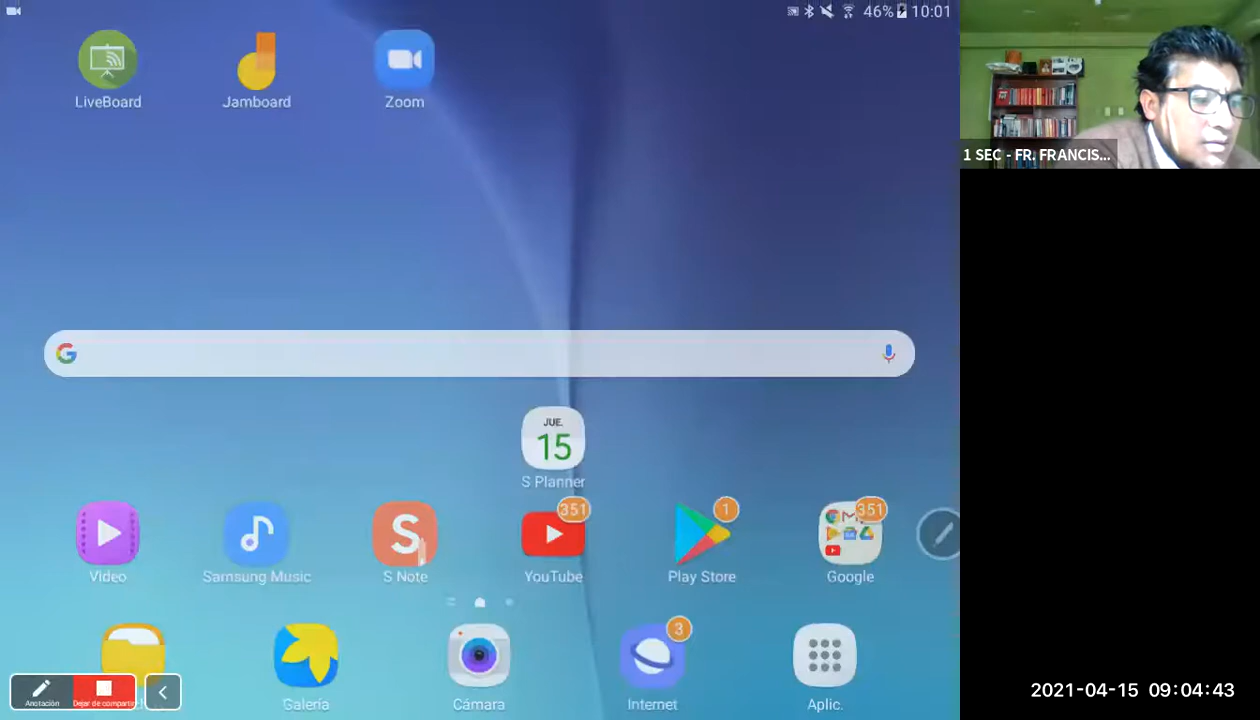 46% 10:01
LiveBoard
Jamboard
Zoom
1 SEC - FR. FRANCIS...
JUE.
15
S Planner
351
1
351
Video
Samsung Music
S Note
YouTube
Play Store
Google
3
Galería
Cámara
Internet
Aplic.
Anotación
Dejar de comparti
2021-04-15 09:04:43